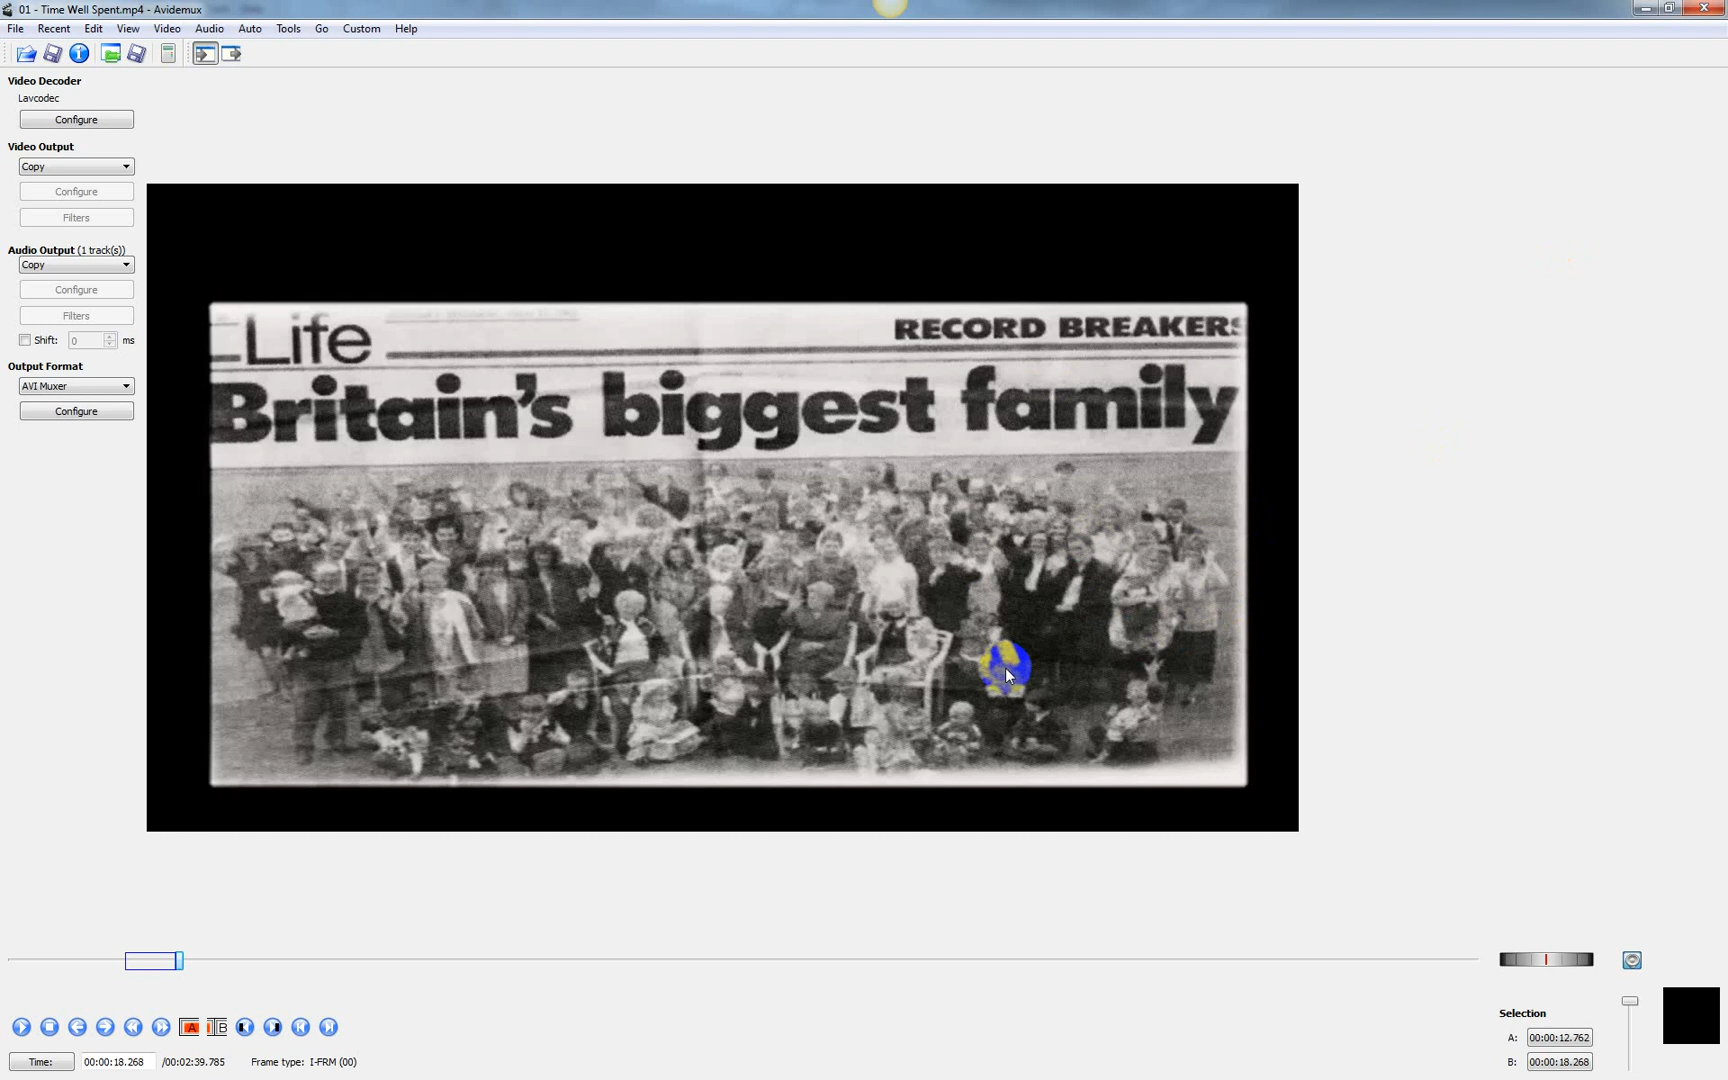 01 - Time Well Spent.mp4 - Avidemux
File Recent Edit View Video Audio Auto Tools Go Custom Help
Video Decoder
Lavcodec
Configure
Video Output
Copy
Configure
Filters
Audio Output (1 track(s))
Copy
Configure
Filters
Shift: 0 ms
Output Format
AVI Muxer
Configure
Life
RECORD BREAKERS
Britain's biggest family
A B
Time: 00:00:18.268 /00:02:39.785 Frame type: I-FRM (00)
Selection
A: 00:00:12.762
B: 00:00:18.268